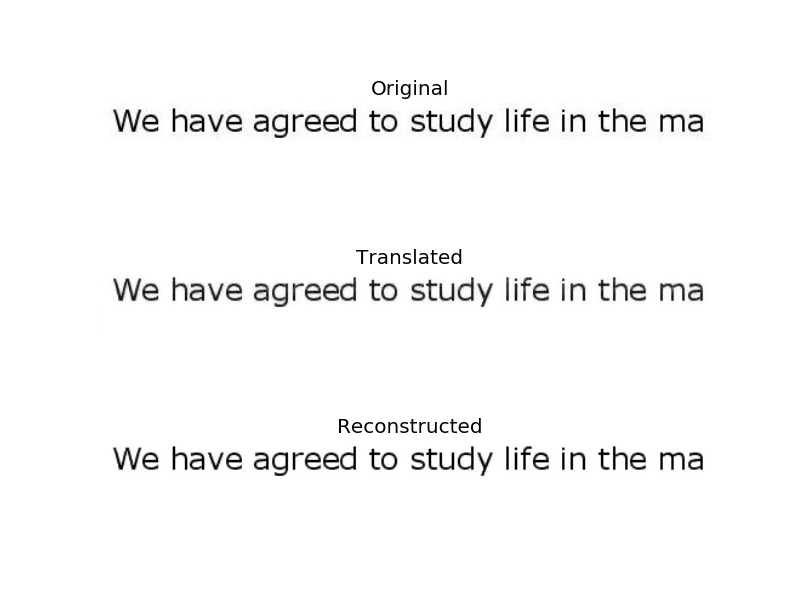 Original
We have agreed to study life in the ma
Translated
We have agreed to study life in the ma
Reconstructed
We have agreed to study life in the ma